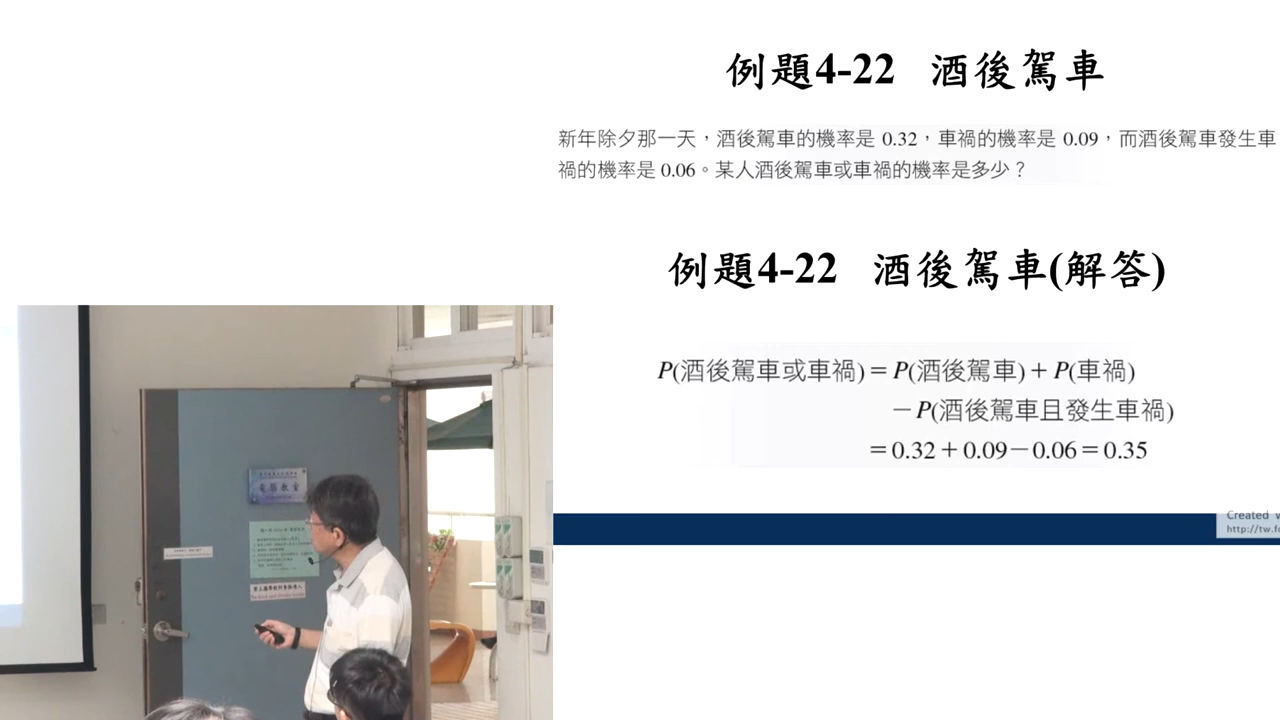 例題4-22 酒後駕車
新年除夕那一天，酒後駕車的機率是 0.32，車禍的機率是 0.09，而酒後駕車發生車
禍的機率是 0.06。某人酒後駕車或車禍的機率是多少？
例題4-22 酒後駕車(解答)
P(酒後駕車或車禍)＝P(酒後駕車)＋P(車禍)
－P(酒後駕車且發生車禍)
＝0.32＋0.09－0.06＝0.35
Created
http://tw.fo